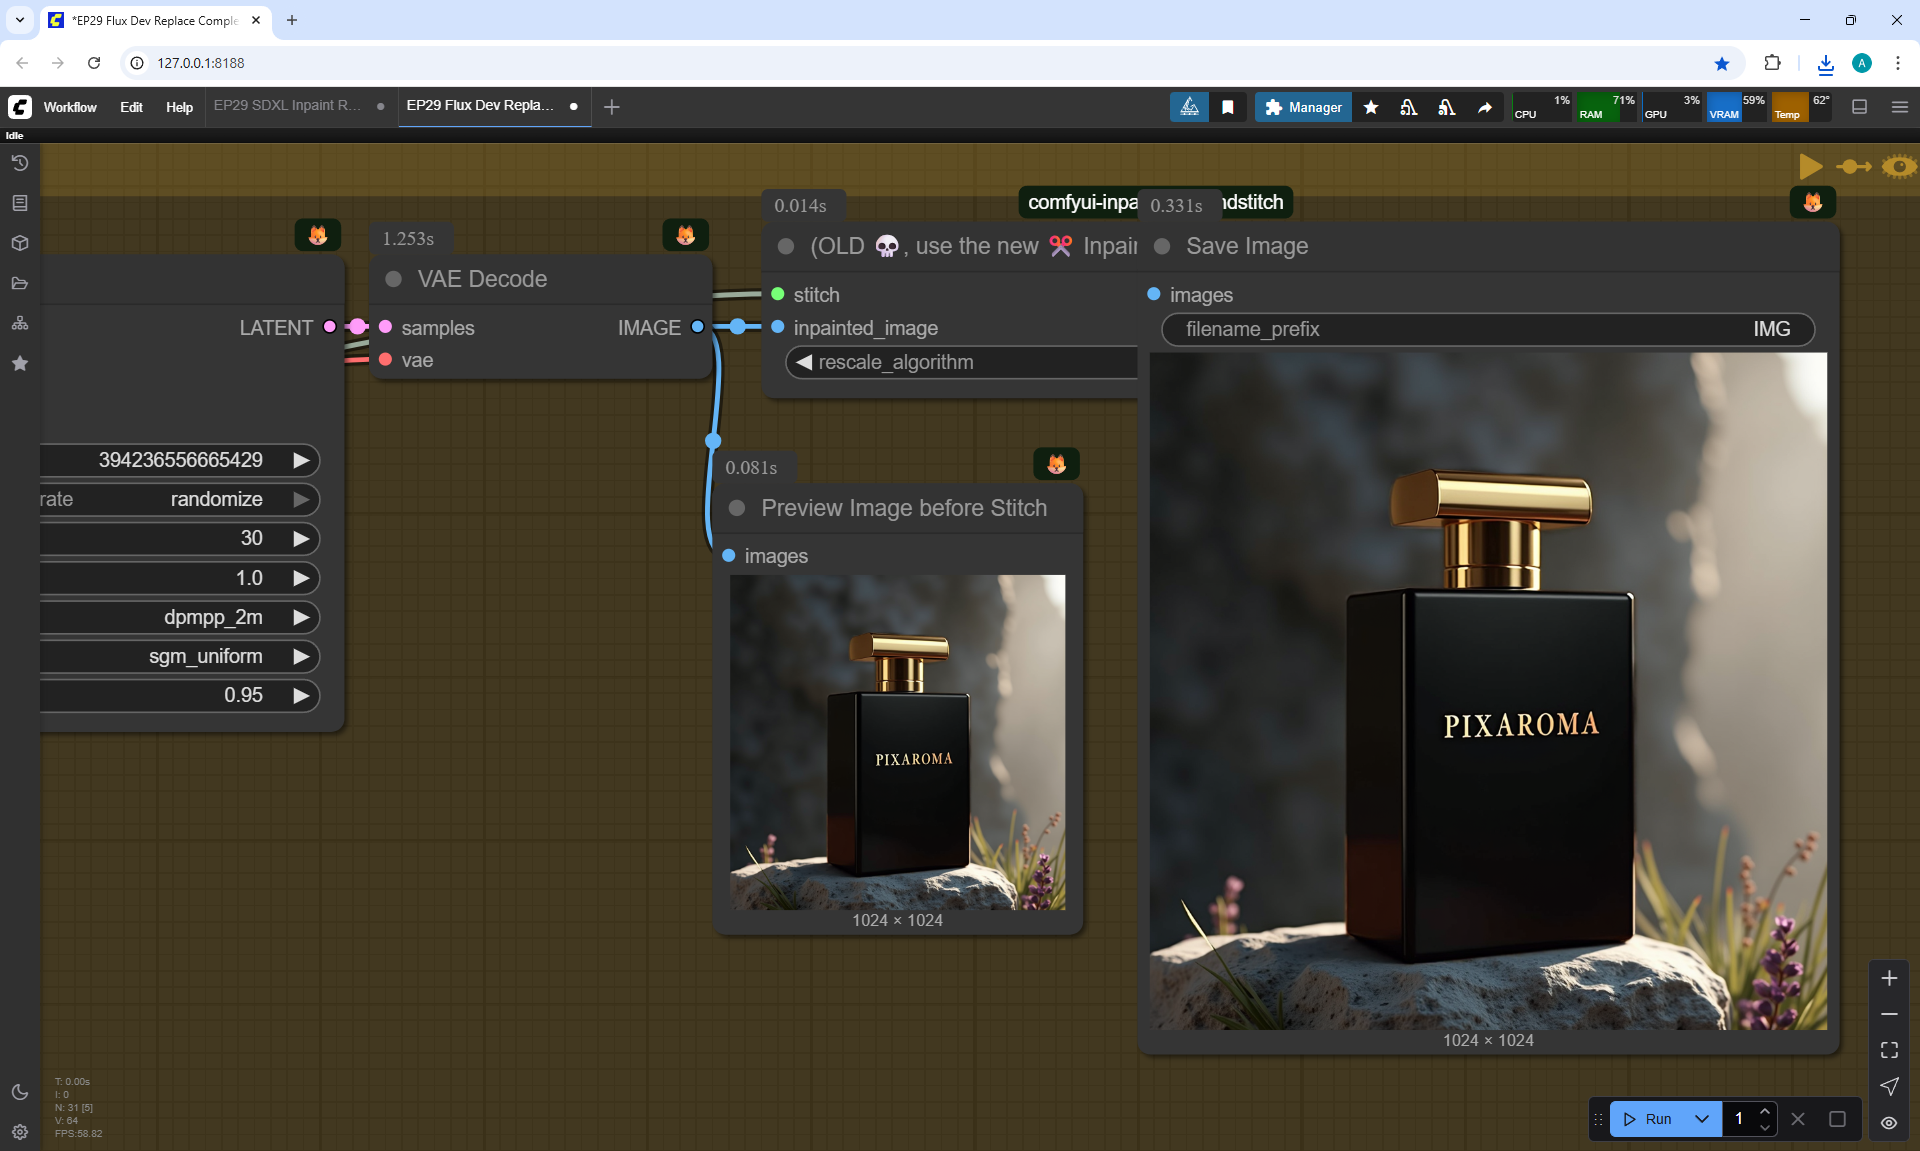 *EP29 Flux Dev Replace Comple
127.0.0.1:8188
Workflow
Edit
Help
EP29 SDXL Inpaint R...
EP29 Flux Dev Repla...
Manager
CPU 1%
RAM 71%
GPU 3%
VRAM 59%
Temp 62°
Idle
1.253s
VAE Decode
samples
vae
IMAGE
LATENT
394236556665429
rate randomize
30
1.0
dpmpp_2m
sgm_uniform
0.95
0.014s
comfyui-inpa
ndstitch
(OLD 💀, use the new ✂ Inpair
stitch
inpainted_image
rescale_algorithm
0.081s
Preview Image before Stitch
images
PIXAROMA
1024 × 1024
0.331s
Save Image
images
filename_prefix IMG
PIXAROMA
1024 × 1024
T: 0.00s
I: 0
N: 31 [5]
V: 64
FPS:58.82
Run
1
A